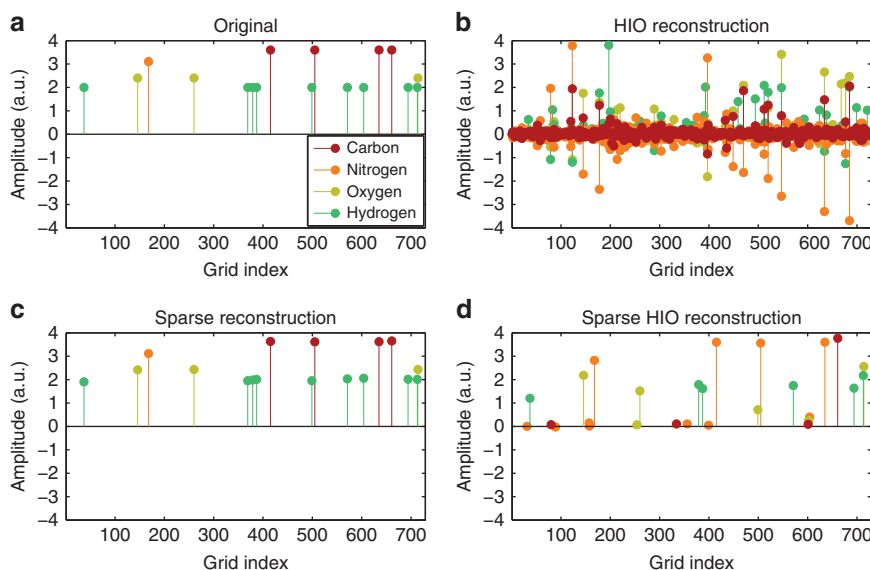 a
Original
4
3
2
1
0
−1
−2
−3
−4
Amplitude (a.u.)
Carbon
Nitrogen
Oxygen
Hydrogen
100 200 300 400 500 600 700
Grid index
b
HIO reconstruction
4
3
2
1
0
−1
−2
−3
−4
Amplitude (a.u.)
100 200 300 400 500 600 700
Grid index
c
Sparse reconstruction
4
3
2
1
0
−1
−2
−3
−4
Amplitude (a.u.)
100 200 300 400 500 600 700
Grid index
d
Sparse HIO reconstruction
4
3
2
1
0
−1
−2
−3
−4
Amplitude (a.u.)
100 200 300 400 500 600 700
Grid index